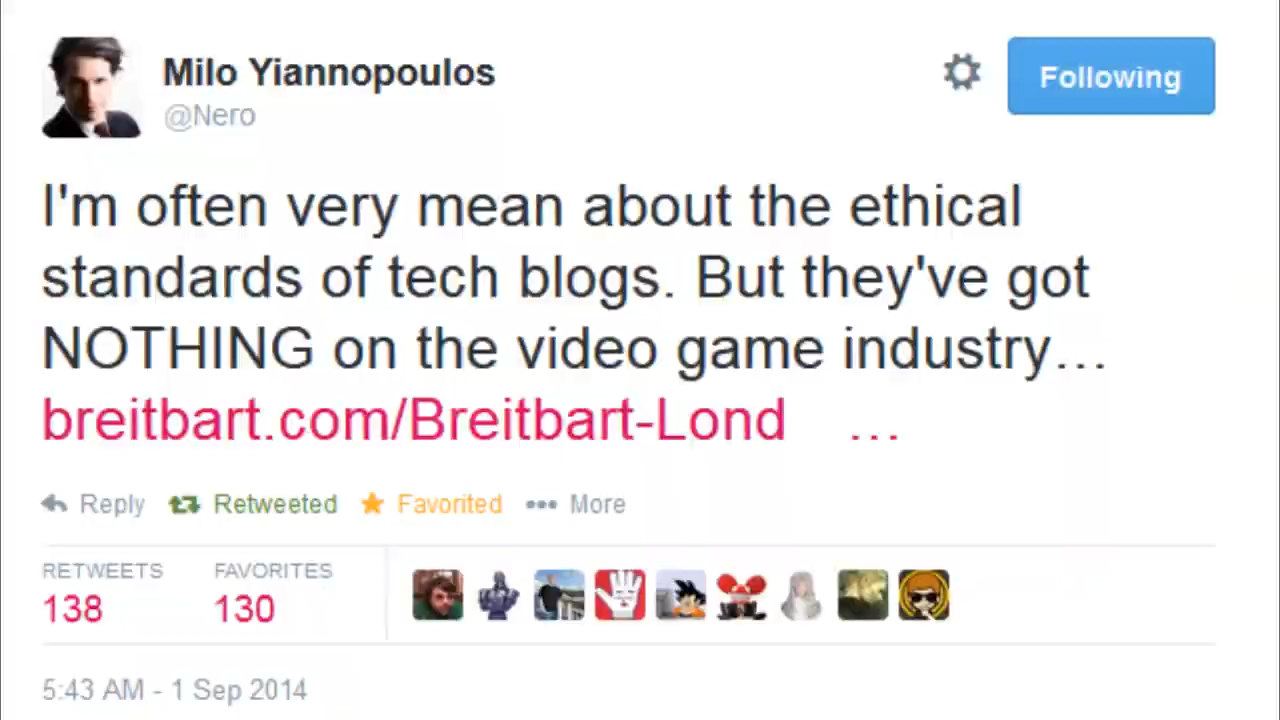 Milo Yiannopoulos
@Nero
Following
I'm often very mean about the ethical
standards of tech blogs. But they've got
NOTHING on the video game industry…
breitbart.com/Breitbart-Lond …
Reply Retweeted Favorited More
RETWEETS FAVORITES
138 130
5:43 AM - 1 Sep 2014